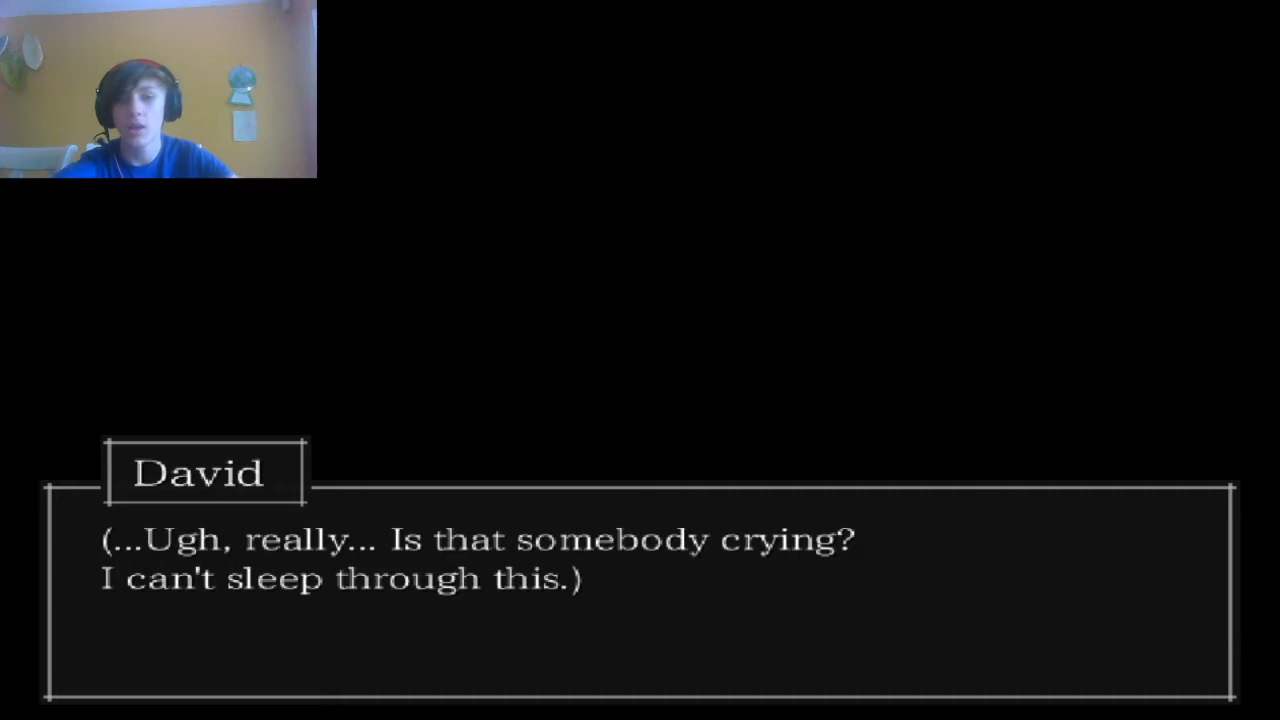 David
(...Ugh, really... Is that somebody crying?
I can't sleep through this.)